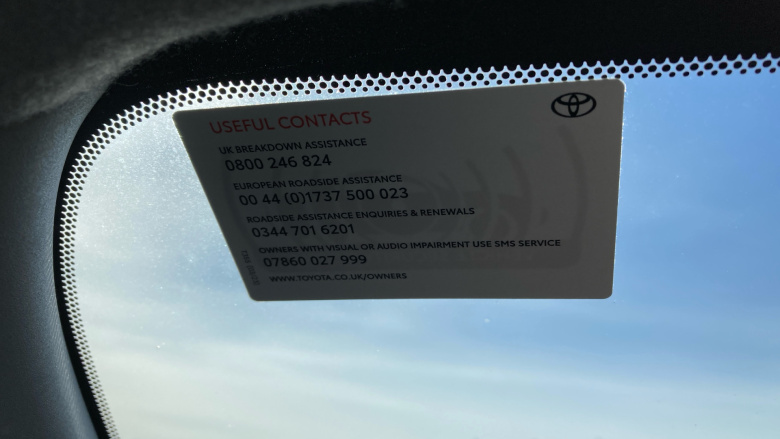 USEFUL CONTACTS
UK BREAKDOWN ASSISTANCE
0800 246 824
EUROPEAN ROADSIDE ASSISTANCE
00 44 (0)1737 500 023
ROADSIDE ASSISTANCE ENQUIRIES & RENEWALS
0344 701 6201
OWNERS WITH VISUAL OR AUDIO IMPAIRMENT USE SMS SERVICE
07860 027 999
WWW.TOYOTA.CO.UK/OWNERS